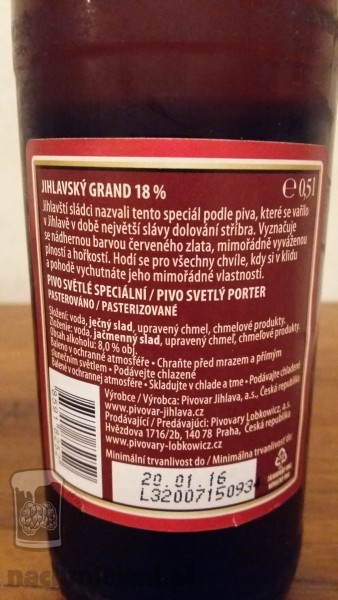 JIHLAVSKÝ GRAND 18 %
e 0,5 l
Jihlavští sládci nazvali tento speciál podle piva, které se vařilo
v Jihlavě v době největší slávy dolování stříbra. Vyznačuje
se nádhernou barvou červeného zlata, mimořádně vyváženou
plností a hořkostí. Hodí se pro všechny chvíle, kdy si v klidu
a pohodě vychutnáte jeho mimořádné vlastnosti.
PIVO SVĚTLÉ SPECIÁLNÍ / PIVO SVETLÝ PORTER
PASTEROVÁNO / PASTERIZOVANÉ
Složení: voda, ječný slad, upravený chmel, chmelové produkty.
Zloženie: voda, jačmenný slad, upravený chmeľ, chmeľové produkty.
Obsah alkoholu: 8,0 % obj.
Baleno v ochranné atmosféře • Chraňte před mrazem a přímým
slunečním světlem • Podávejte chlazené
Balené v ochrannej atmosfére • Skladujte v chlade a tme • Podávajte chladené
Výrobce / Výrobca: Pivovar Jihlava, a.s., Česká republika
www.pivovar-jihlava.cz
Prodávající / Predávajúci: Pivovary Lobkowicz, a.s.
Hvězdova 1716/2b, 140 78 Praha, Česká republika
www.pivovary-lobkowicz.cz
Minimální trvanlivost do / Minimálna trvanlivosť do:
20.01.16
L3200715093